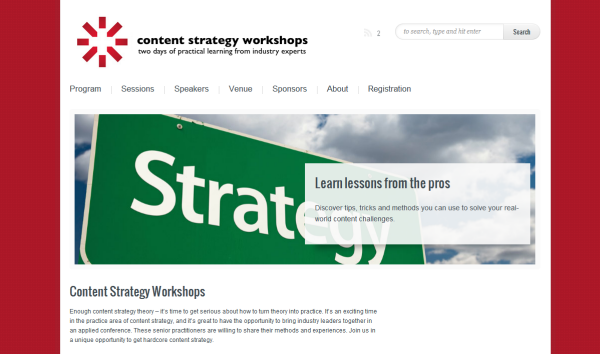 content strategy workshops
two days of practical learning from industry experts
2
to search, type and hit enter
Search
Program
Sessions
Speakers
Venue
Sponsors
About
Registration
Strategy
Learn lessons from the pros
Discover tips, tricks and methods you can use to solve your real-
world content challenges.
Content Strategy Workshops
Enough content strategy theory – it's time to get serious about how to turn theory into practice. It's an exciting time
in the practice area of content strategy, and it's great to have the opportunity to bring industry leaders together in
an applied conference. These senior practitioners are willing to share their methods and experiences. Join us in
a unique opportunity to get hardcore content strategy.